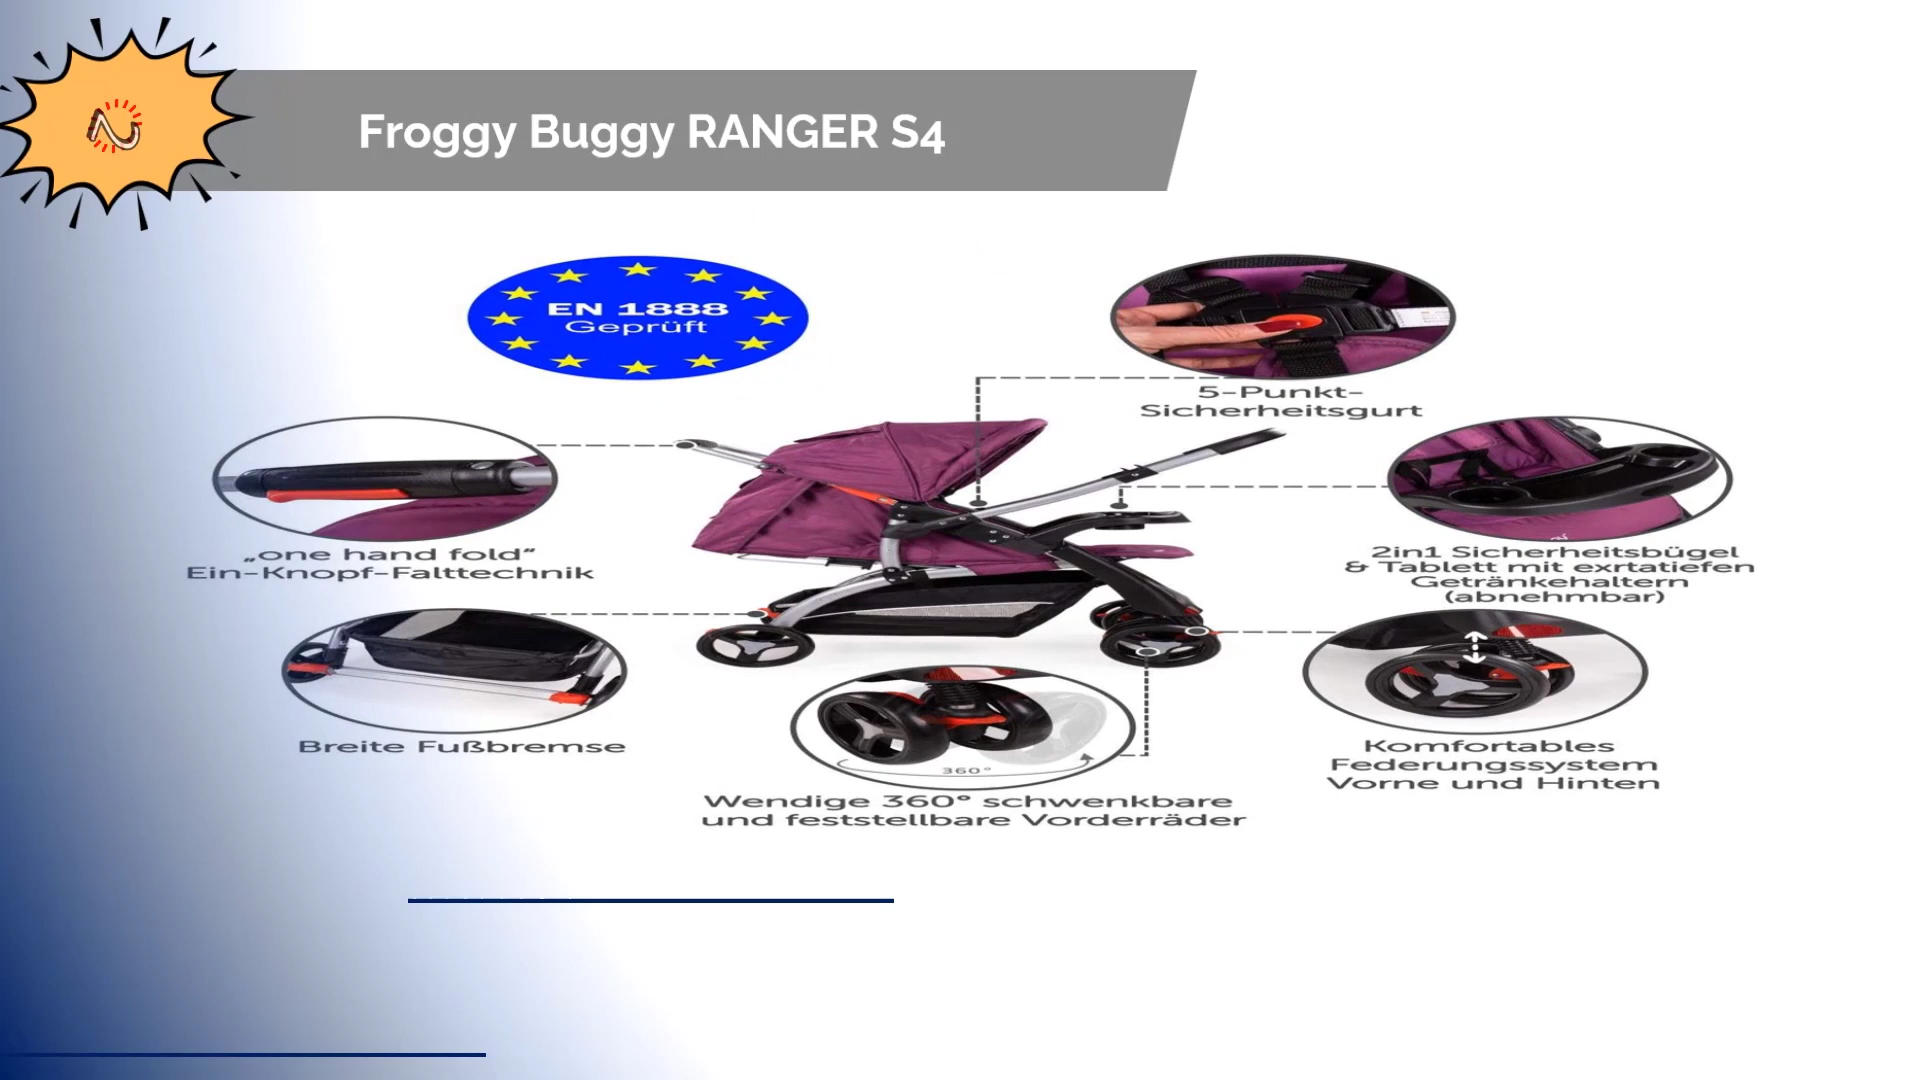 2
Froggy Buggy RANGER S4
EN 1888
Geprüft
5-Punkt-
Sicherheitsgurt
„one hand fold“
Ein-Knopf-Falttechnik
2in1 Sicherheitsbügel
& Tablett mit exrtatiefen
Getränkehaltern
(abnehmbar)
Breite Fußbremse
360°
Wendige 360° schwenkbare
und feststellbare Vorderräder
Komfortables
Federungssystem
Vorne und Hinten